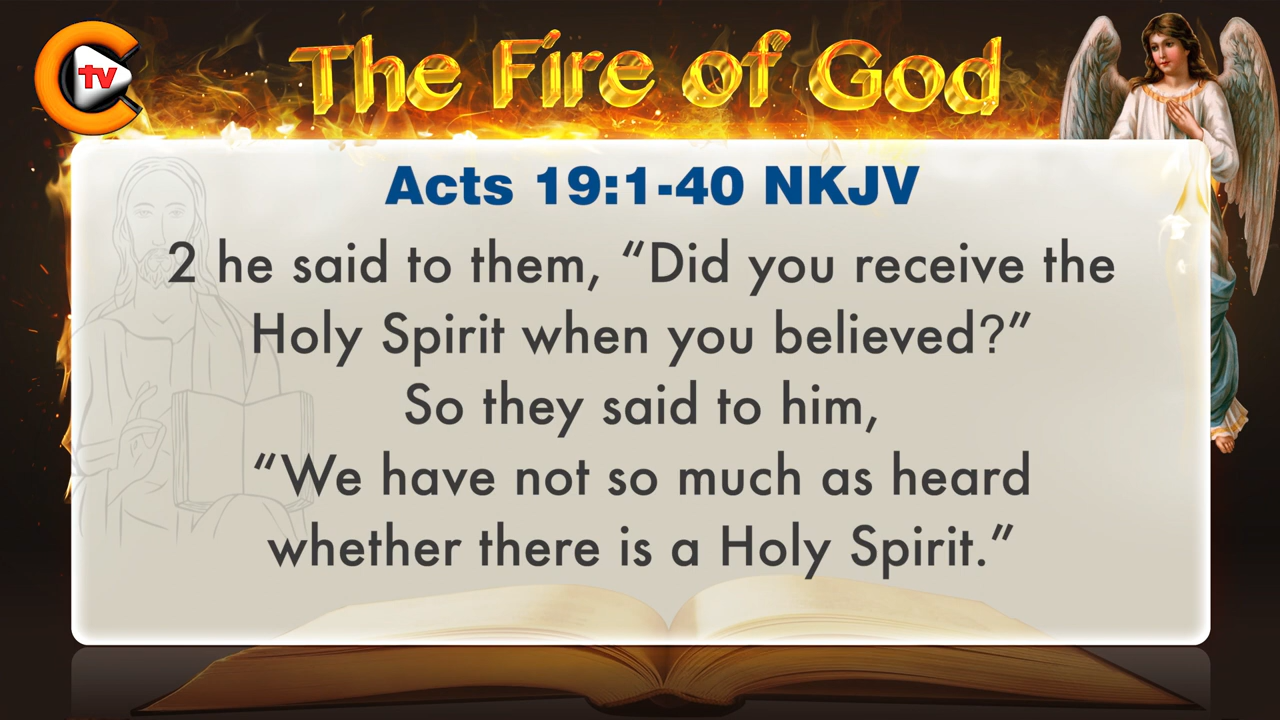 tv
The Fire of God
Acts 19:1-40 NKJV
2 he said to them, “Did you receive the
Holy Spirit when you believed?”
So they said to him,
“We have not so much as heard
whether there is a Holy Spirit.”